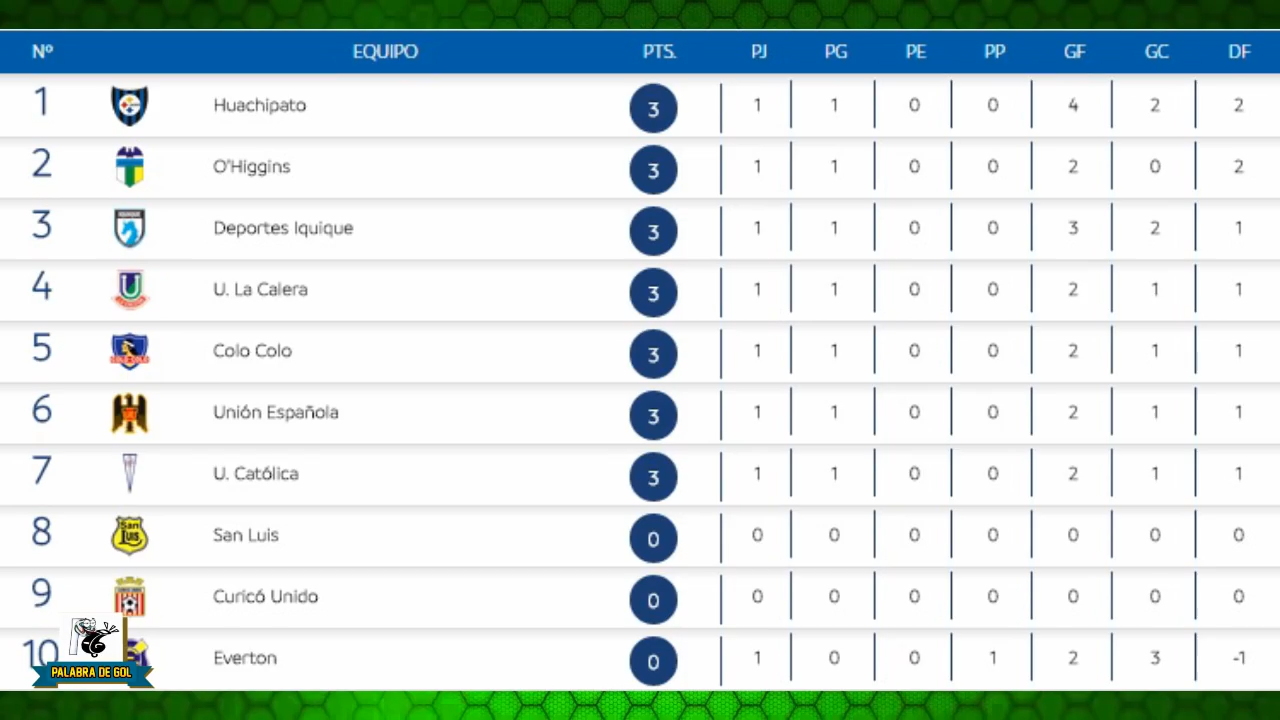 Nº EQUIPO PTS. PJ PG PE PP GF GC DF
1 Huachipato 3 1 1 0 0 4 2 2
2 O'Higgins 3 1 1 0 0 2 0 2
3 Deportes Iquique 3 1 1 0 0 3 2 1
4 U. La Calera 3 1 1 0 0 2 1 1
5 Colo Colo 3 1 1 0 0 2 1 1
6 Unión Española 3 1 1 0 0 2 1 1
7 U. Católica 3 1 1 0 0 2 1 1
8 San Luis San Luis 0 0 0 0 0 0 0 0
9 Curicó Unido 0 0 0 0 0 0 0 0
10 Everton 0 1 0 0 1 2 3 -1
PALABRA DE GOL